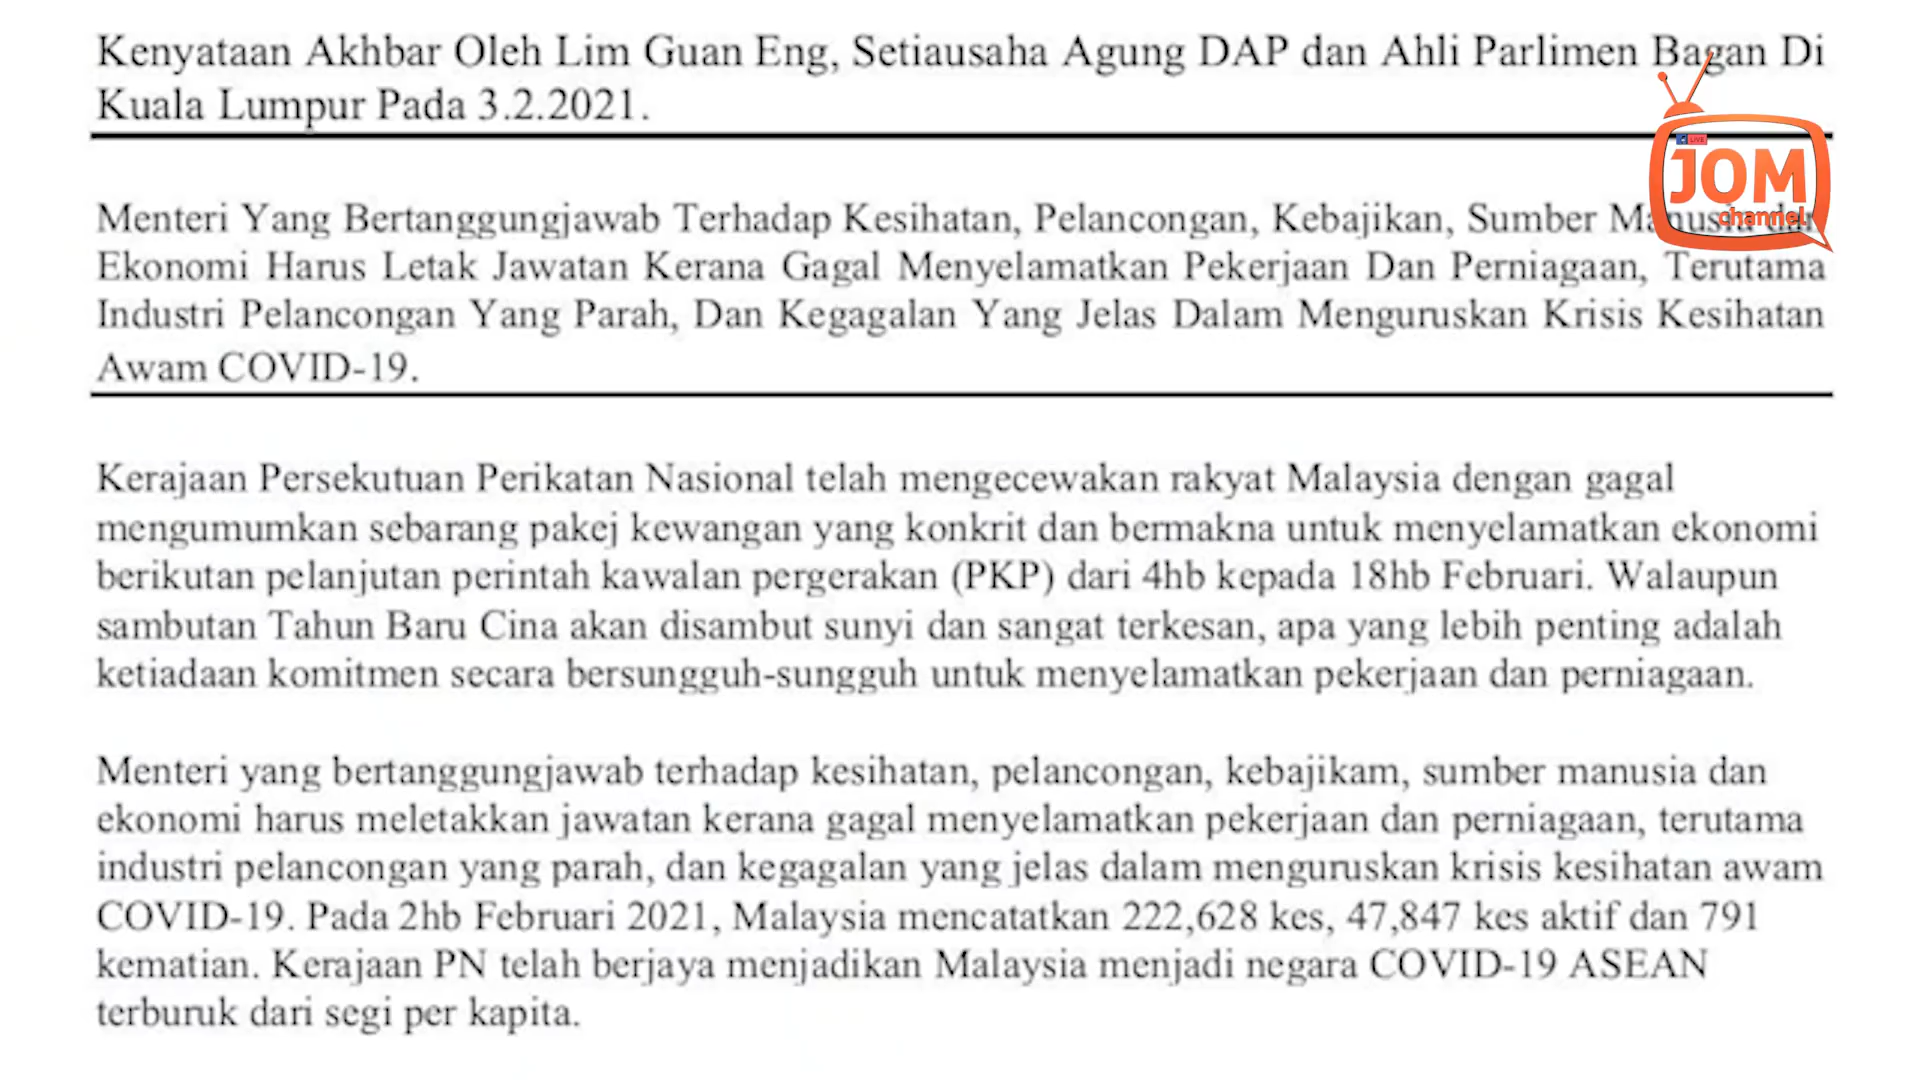 Kenyataan Akhbar Oleh Lim Guan Eng, Setiausaha Agung DAP dan Ahli Parlimen Bagan Di
Kuala Lumpur Pada 3.2.2021.
LIVE
JOM
channel
Menteri Yang Bertanggungjawab Terhadap Kesihatan, Pelancongan, Kebajikan, Sumber Manusia dan
Ekonomi Harus Letak Jawatan Kerana Gagal Menyelamatkan Pekerjaan Dan Perniagaan, Terutama
Industri Pelancongan Yang Parah, Dan Kegagalan Yang Jelas Dalam Menguruskan Krisis Kesihatan
Awam COVID-19.
Kerajaan Persekutuan Perikatan Nasional telah mengecewakan rakyat Malaysia dengan gagal
mengumumkan sebarang pakej kewangan yang konkrit dan bermakna untuk menyelamatkan ekonomi
berikutan pelanjutan perintah kawalan pergerakan (PKP) dari 4hb kepada 18hb Februari. Walaupun
sambutan Tahun Baru Cina akan disambut sunyi dan sangat terkesan, apa yang lebih penting adalah
ketiadaan komitmen secara bersungguh-sungguh untuk menyelamatkan pekerjaan dan perniagaan.
Menteri yang bertanggungjawab terhadap kesihatan, pelancongan, kebajikam, sumber manusia dan
ekonomi harus meletakkan jawatan kerana gagal menyelamatkan pekerjaan dan perniagaan, terutama
industri pelancongan yang parah, dan kegagalan yang jelas dalam menguruskan krisis kesihatan awam
COVID-19. Pada 2hb Februari 2021, Malaysia mencatatkan 222,628 kes, 47,847 kes aktif dan 791
kematian. Kerajaan PN telah berjaya menjadikan Malaysia menjadi negara COVID-19 ASEAN
terburuk dari segi per kapita.